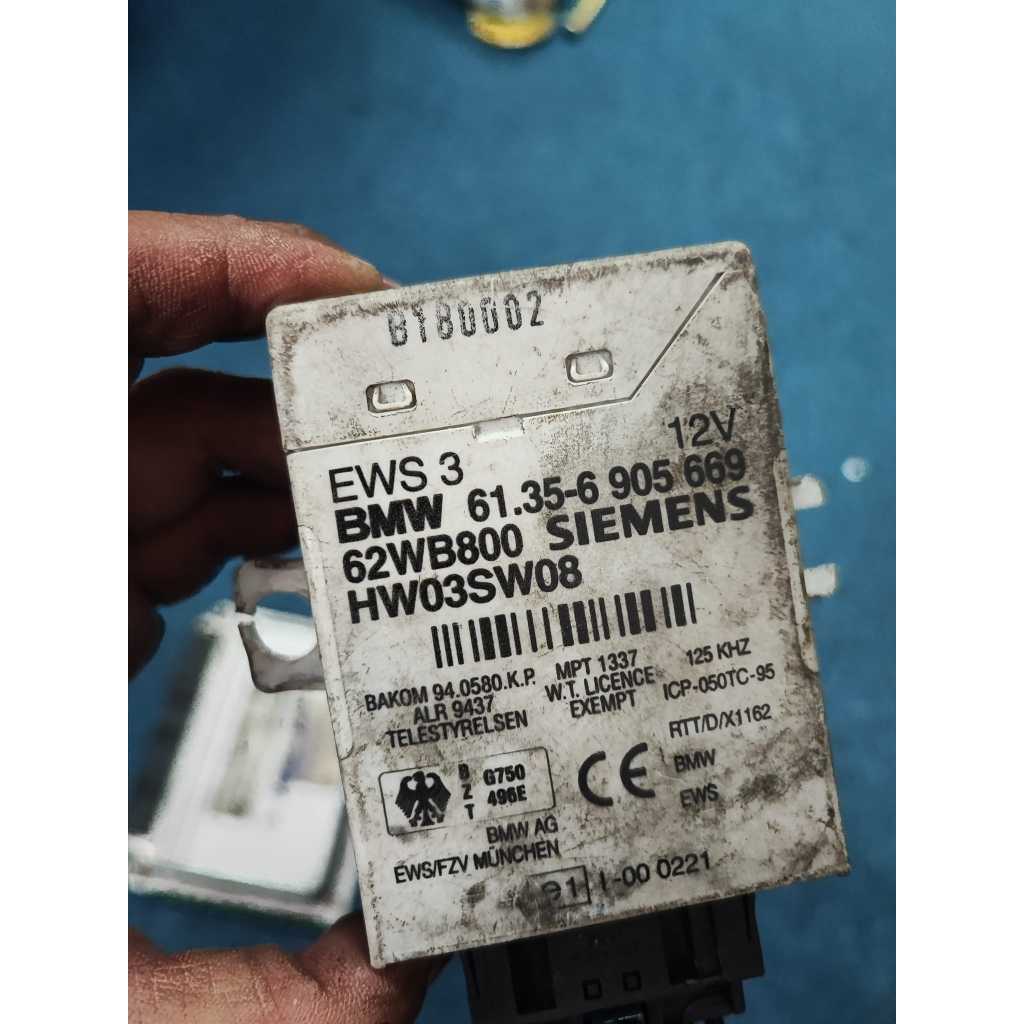 B180002
12V
EWS 3
BMW 61.35-6 905 669
62WB800 SIEMENS
HW03SW08
BAKOM 94.0580.K.P. MPT 1337 125 KHZ
ALR 9437 W.T. LICENCE ICP-050TC-95
TELESTYRELSEN EXEMPT
RTT/D/X1162
BZT G750 496E
CE
BMW
EWS
BMW AG
EWS/FZV MÜNCHEN
91 I-00 0221